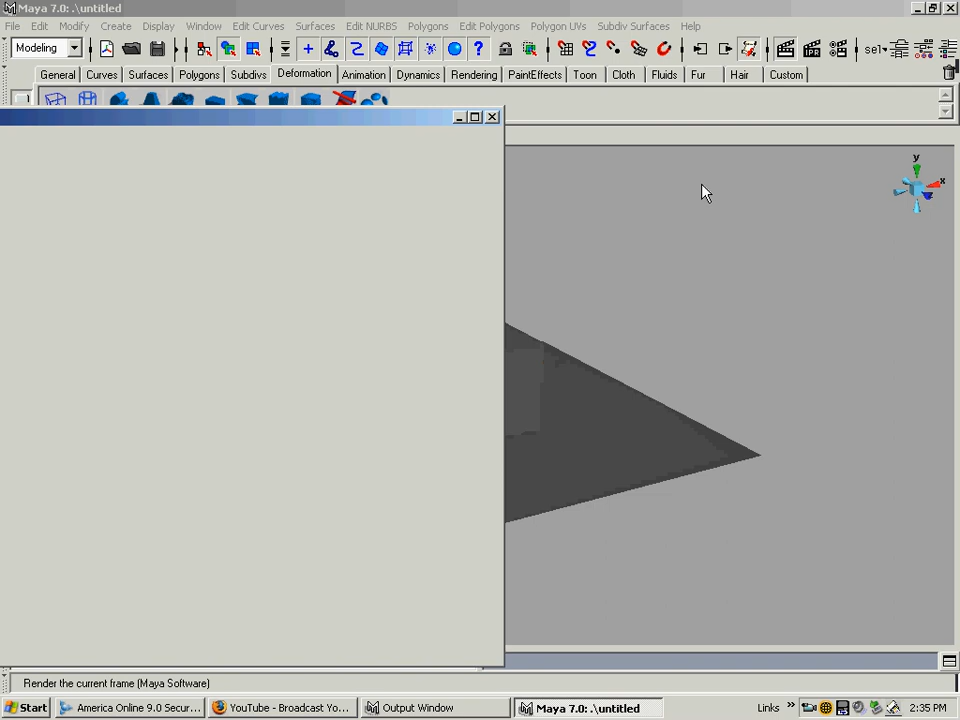 Maya 7.0: .\untitled
File Edit Modify Create Display Window Edit Curves Surfaces Edit NURBS Polygons Edit Polygons Polygon UVs Subdiv Surfaces Help
Modeling sel
General Curves Surfaces Polygons Subdivs Deformation Animation Dynamics Rendering PaintEffects Toon Cloth Fluids Fur Hair Custom
y
x
Render the current frame (Maya Software)
Start America Online 9.0 Secur... YouTube - Broadcast Yo... Output Window Maya 7.0: .\untitled Links » 2:35 PM